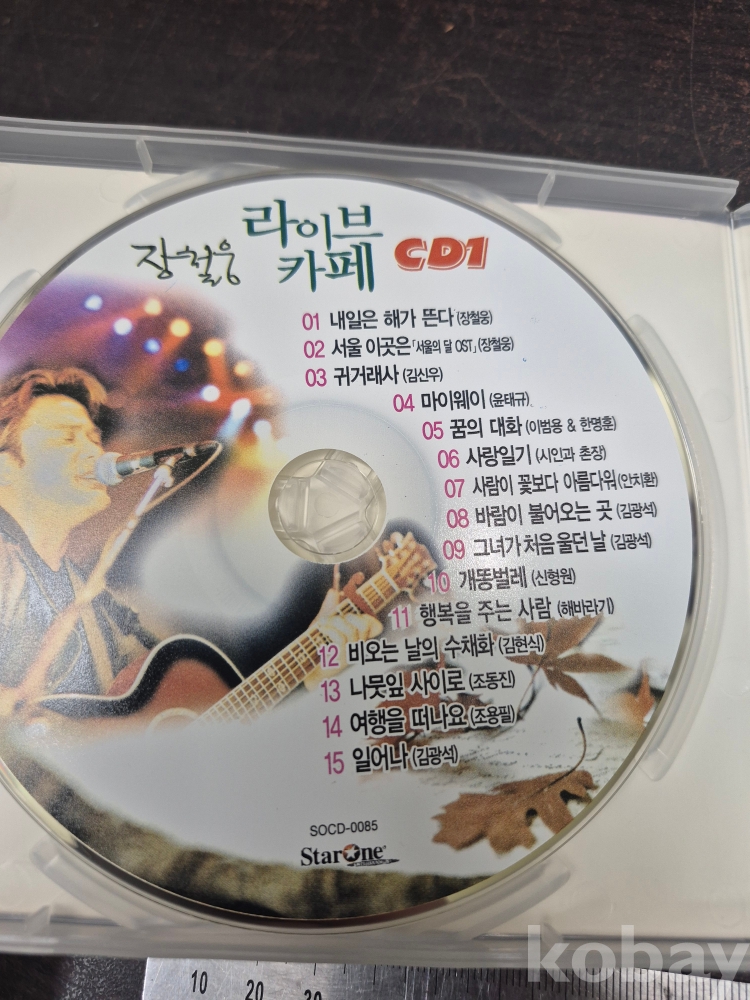 장철웅
라이브
카페
CD1
01 내일은 해가 뜬다 (장철웅)
02 서울 이곳은 「서울의 달 OST」 (장철웅)
03 귀거래사 (김신우)
04 마이웨이 (윤태규)
05 꿈의 대화 (이범용 & 한명훈)
06 사랑일기 (시인과 촌장)
07 사람이 꽃보다 아름다워 (안치환)
08 바람이 불어오는 곳 (김광석)
09 그녀가 처음 울던 날 (김광석)
10 개똥벌레 (신형원)
11 행복을 주는 사람 (해바라기)
12 비오는 날의 수채화 (김현식)
13 나뭇잎 사이로 (조동진)
14 여행을 떠나요 (조용필)
15 일어나 (김광석)
SOCD-0085
StarOne
kobay
10 20 30